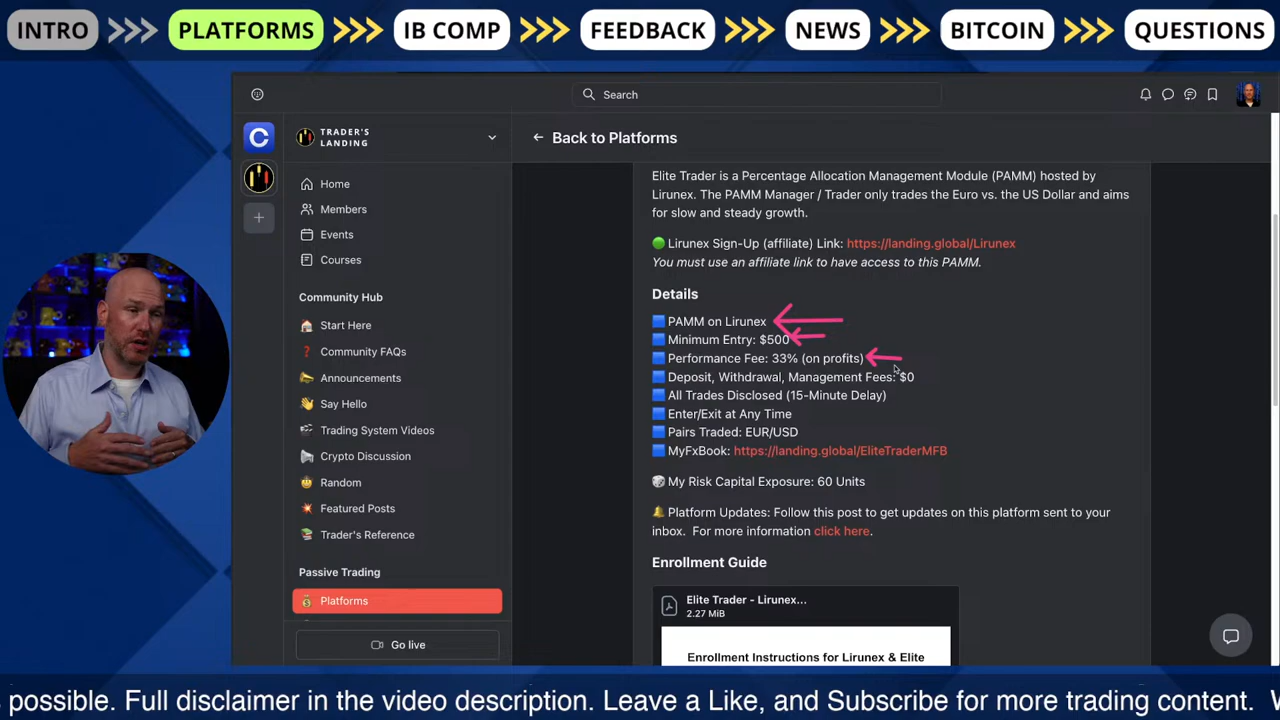 INTRO >>> PLATFORMS >>> IB COMP >>> FEEDBACK >>> NEWS >>> BITCOIN >>> QUESTIONS
Search
C
TRADER'S
LANDING
Home
Members
Events
Courses
Community Hub
Start Here
Community FAQs
Announcements
Say Hello
Trading System Videos
Crypto Discussion
Random
Featured Posts
Trader's Reference
Passive Trading
Platforms
Go live
← Back to Platforms
Elite Trader is a Percentage Allocation Management Module (PAMM) hosted by
Lirunex. The PAMM Manager / Trader only trades the Euro vs. the US Dollar and aims
for slow and steady growth.
🟢 Lirunex Sign-Up (affiliate) Link: https://landing.global/Lirunex
You must use an affiliate link to have access to this PAMM.
Details
🟦 PAMM on Lirunex
🟦 Minimum Entry: $500
🟦 Performance Fee: 33% (on profits)
🟦 Deposit, Withdrawal, Management Fees: $0
🟦 All Trades Disclosed (15-Minute Delay)
🟦 Enter/Exit at Any Time
🟦 Pairs Traded: EUR/USD
🟦 MyFxBook: https://landing.global/EliteTraderMFB
🎲 My Risk Capital Exposure: 60 Units
🔔 Platform Updates: Follow this post to get updates on this platform sent to your
inbox. For more information click here.
Enrollment Guide
Elite Trader - Lirunex...
2.27 MiB
Enrollment Instructions for Lirunex & Elite
possible. Full disclaimer in the video description. Leave a Like, and Subscribe for more trading content. W